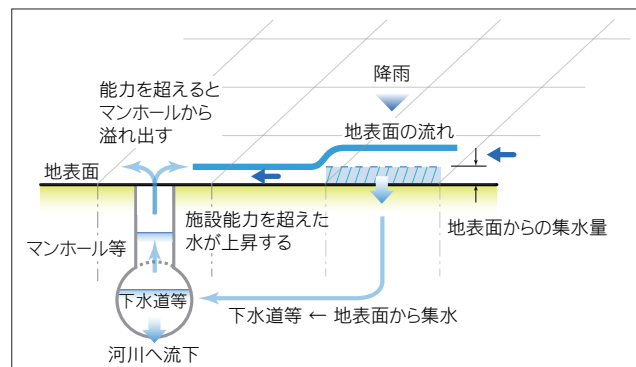 能力を超えると
マンホールから
溢れ出す
降雨
地表面の流れ
地表面
施設能力を超えた
水が上昇する
地表面からの集水量
マンホール等
下水道等
下水道等 ← 地表面から集水
河川へ流下